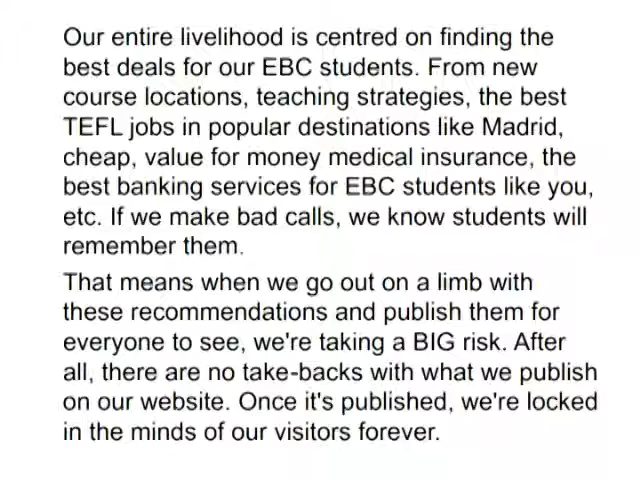 Our entire livelihood is centred on finding the
best deals for our EBC students. From new
course locations, teaching strategies, the best
TEFL jobs in popular destinations like Madrid,
cheap, value for money medical insurance, the
best banking services for EBC students like you,
etc. If we make bad calls, we know students will
remember them.
That means when we go out on a limb with
these recommendations and publish them for
everyone to see, we're taking a BIG risk. After
all, there are no take-backs with what we publish
on our website. Once it's published, we're locked
in the minds of our visitors forever.